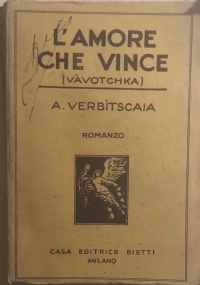 L'AMORE
CHE VINCE
(VÀVOTCHKA)
A. VERBÌTSCAIA
ROMANZO
CASA EDITRICE BIETTI
MILANO